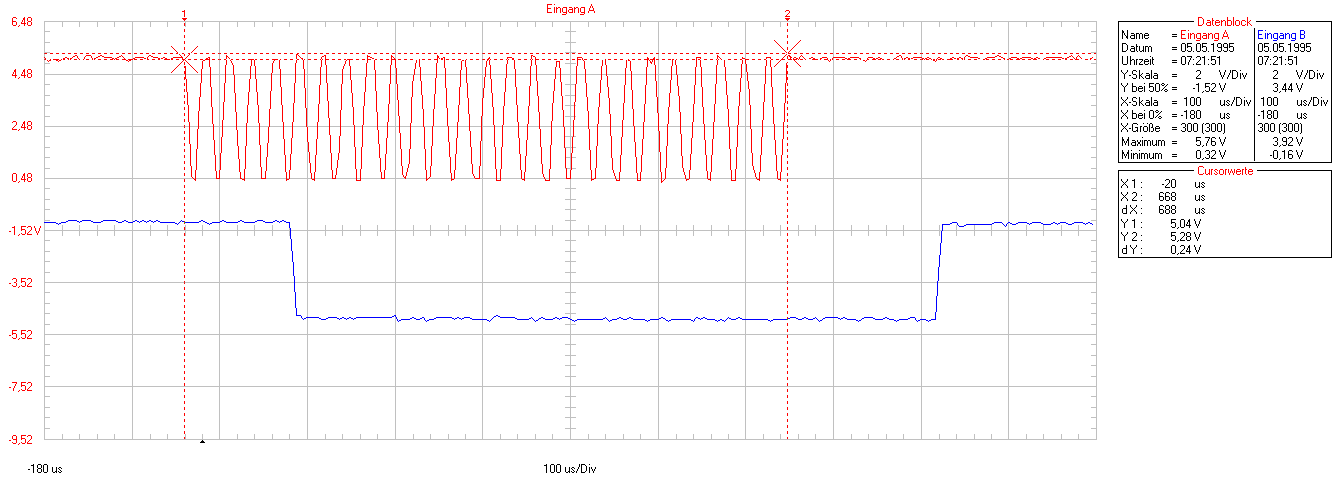 Eingang A
1
2
6,48
4,48
2,48
0,48
-1,52V
-3,52
-5,52
-7,52
-9,52
-180 us
100 us/Div
Datenblock
Name = Eingang A Eingang B
Datum = 05.05.1995 05.05.1995
Uhrzeit = 07:21:51 07:21:51
Y-Skala = 2 V/Div 2 V/Div
Y bei 50% = -1,52 V 3,44 V
X-Skala = 100 us/Div 100 us/Div
X bei 0% = -180 us -180 us
X-Größe = 300 (300) 300 (300)
Maximum = 5,76 V 3,92 V
Minimum = 0,32 V -0,16 V
Cursorwerte
X 1 : -20 us
X 2 : 668 us
d X : 688 us
Y 1 : 5,04 V
Y 2 : 5,28 V
d Y : 0,24 V